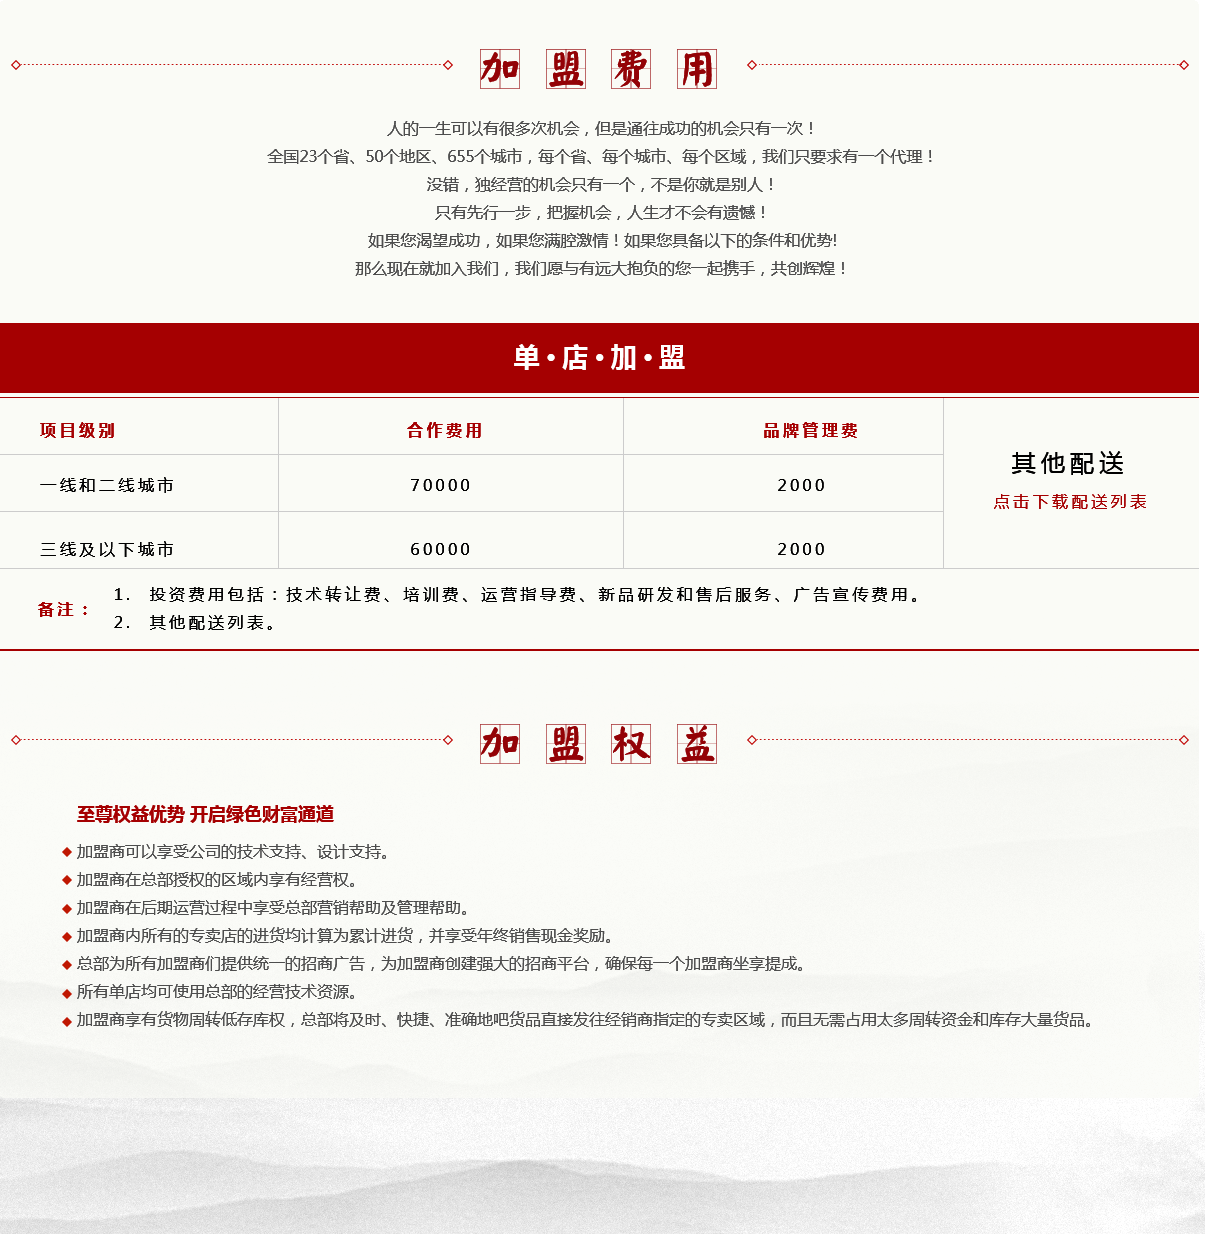 加盟费用
人的一生可以有很多次机会，但是通往成功的机会只有一次！
全国23个省、50个地区、655个城市，每个省、每个城市、每个区域，我们只要求有一个代理！
没错，独经营的机会只有一个，不是你就是别人！
只有先行一步，把握机会，人生才不会有遗憾！
如果您渴望成功，如果您满腔激情！如果您具备以下的条件和优势!
那么现在就加入我们，我们愿与有远大抱负的您一起携手，共创辉煌！
单·店·加·盟
项目级别 合作费用 品牌管理费
其他配送
一线和二线城市 70000 2000
点击下载配送列表
三线及以下城市 60000 2000
备注：
1. 投资费用包括：技术转让费、培训费、运营指导费、新品研发和售后服务、广告宣传费用。
2. 其他配送列表。
加盟权益
至尊权益优势 开启绿色财富通道
加盟商可以享受公司的技术支持、设计支持。
加盟商在总部授权的区域内享有经营权。
加盟商在后期运营过程中享受总部营销帮助及管理帮助。
加盟商内所有的专卖店的进货均计算为累计进货，并享受年终销售现金奖励。
总部为所有加盟商们提供统一的招商广告，为加盟商创建强大的招商平台，确保每一个加盟商坐享提成。
所有单店均可使用总部的经营技术资源。
加盟商享有货物周转低存库权，总部将及时、快捷、准确地吧货品直接发往经销商指定的专卖区域，而且无需占用太多周转资金和库存大量货品。